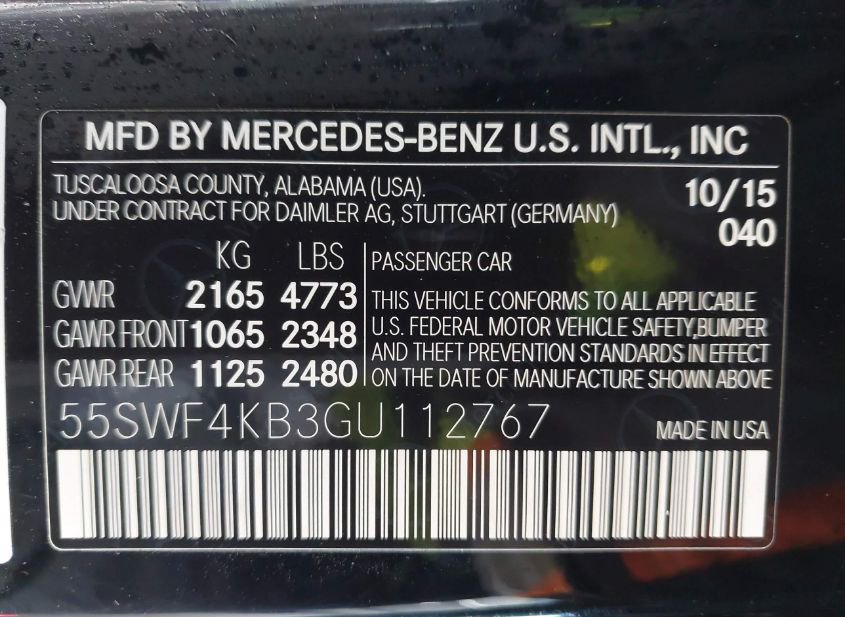 MFD BY MERCEDES-BENZ U.S. INTL., INC
TUSCALOOSA COUNTY, ALABAMA (USA).
UNDER CONTRACT FOR DAIMLER AG, STUTTGART (GERMANY)
10/15
040
KG LBS
GVWR 2165 4773
GAWR FRONT 1065 2348
GAWR REAR 1125 2480
PASSENGER CAR
THIS VEHICLE CONFORMS TO ALL APPLICABLE
U.S. FEDERAL MOTOR VEHICLE SAFETY,BUMPER
AND THEFT PREVENTION STANDARDS IN EFFECT
ON THE DATE OF MANUFACTURE SHOWN ABOVE
55SWF4KB3GU112767
MADE IN USA